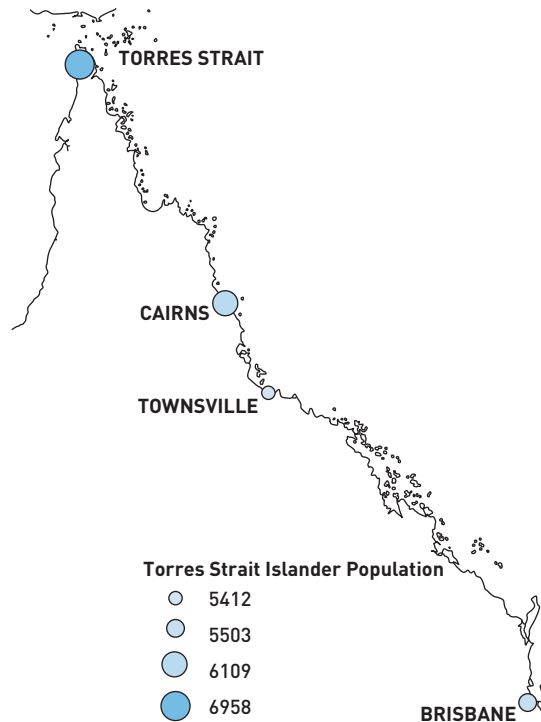 TORRES STRAIT
CAIRNS
TOWNSVILLE
Torres Strait Islander Population
5412
5503
6109
6958
BRISBANE